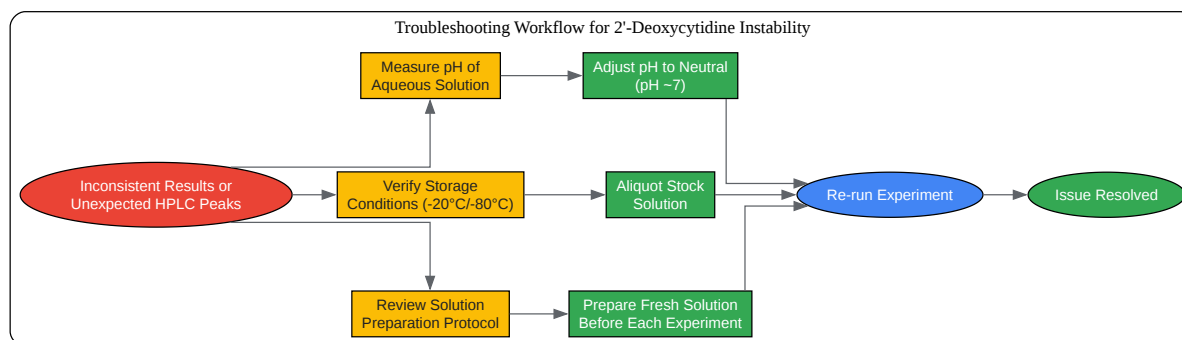 Troubleshooting Workflow for 2'-Deoxycytidine Instability
Measure pH of
Aqueous Solution
Adjust pH to Neutral
(pH ~7)
Inconsistent Results or
Unexpected HPLC Peaks
Verify Storage
Conditions (-20°C/-80°C)
Aliquot Stock
Solution
Re-run Experiment
Issue Resolved
Review Solution
Preparation Protocol
Prepare Fresh Solution
Before Each Experiment